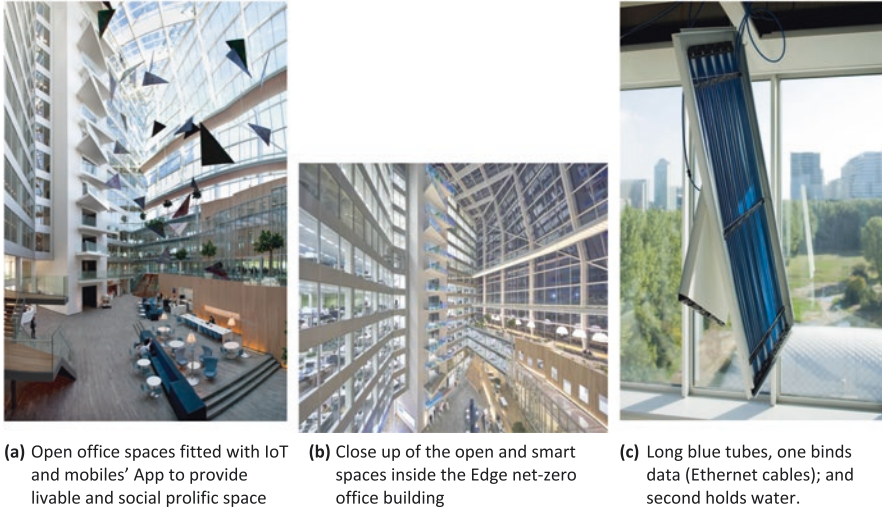 (a) Open office spaces fitted with IoT
and mobiles' App to provide
livable and social prolific space
(b) Close up of the open and smart
spaces inside the Edge net-zero
office building
(c) Long blue tubes, one binds
data (Ethernet cables); and
second holds water.